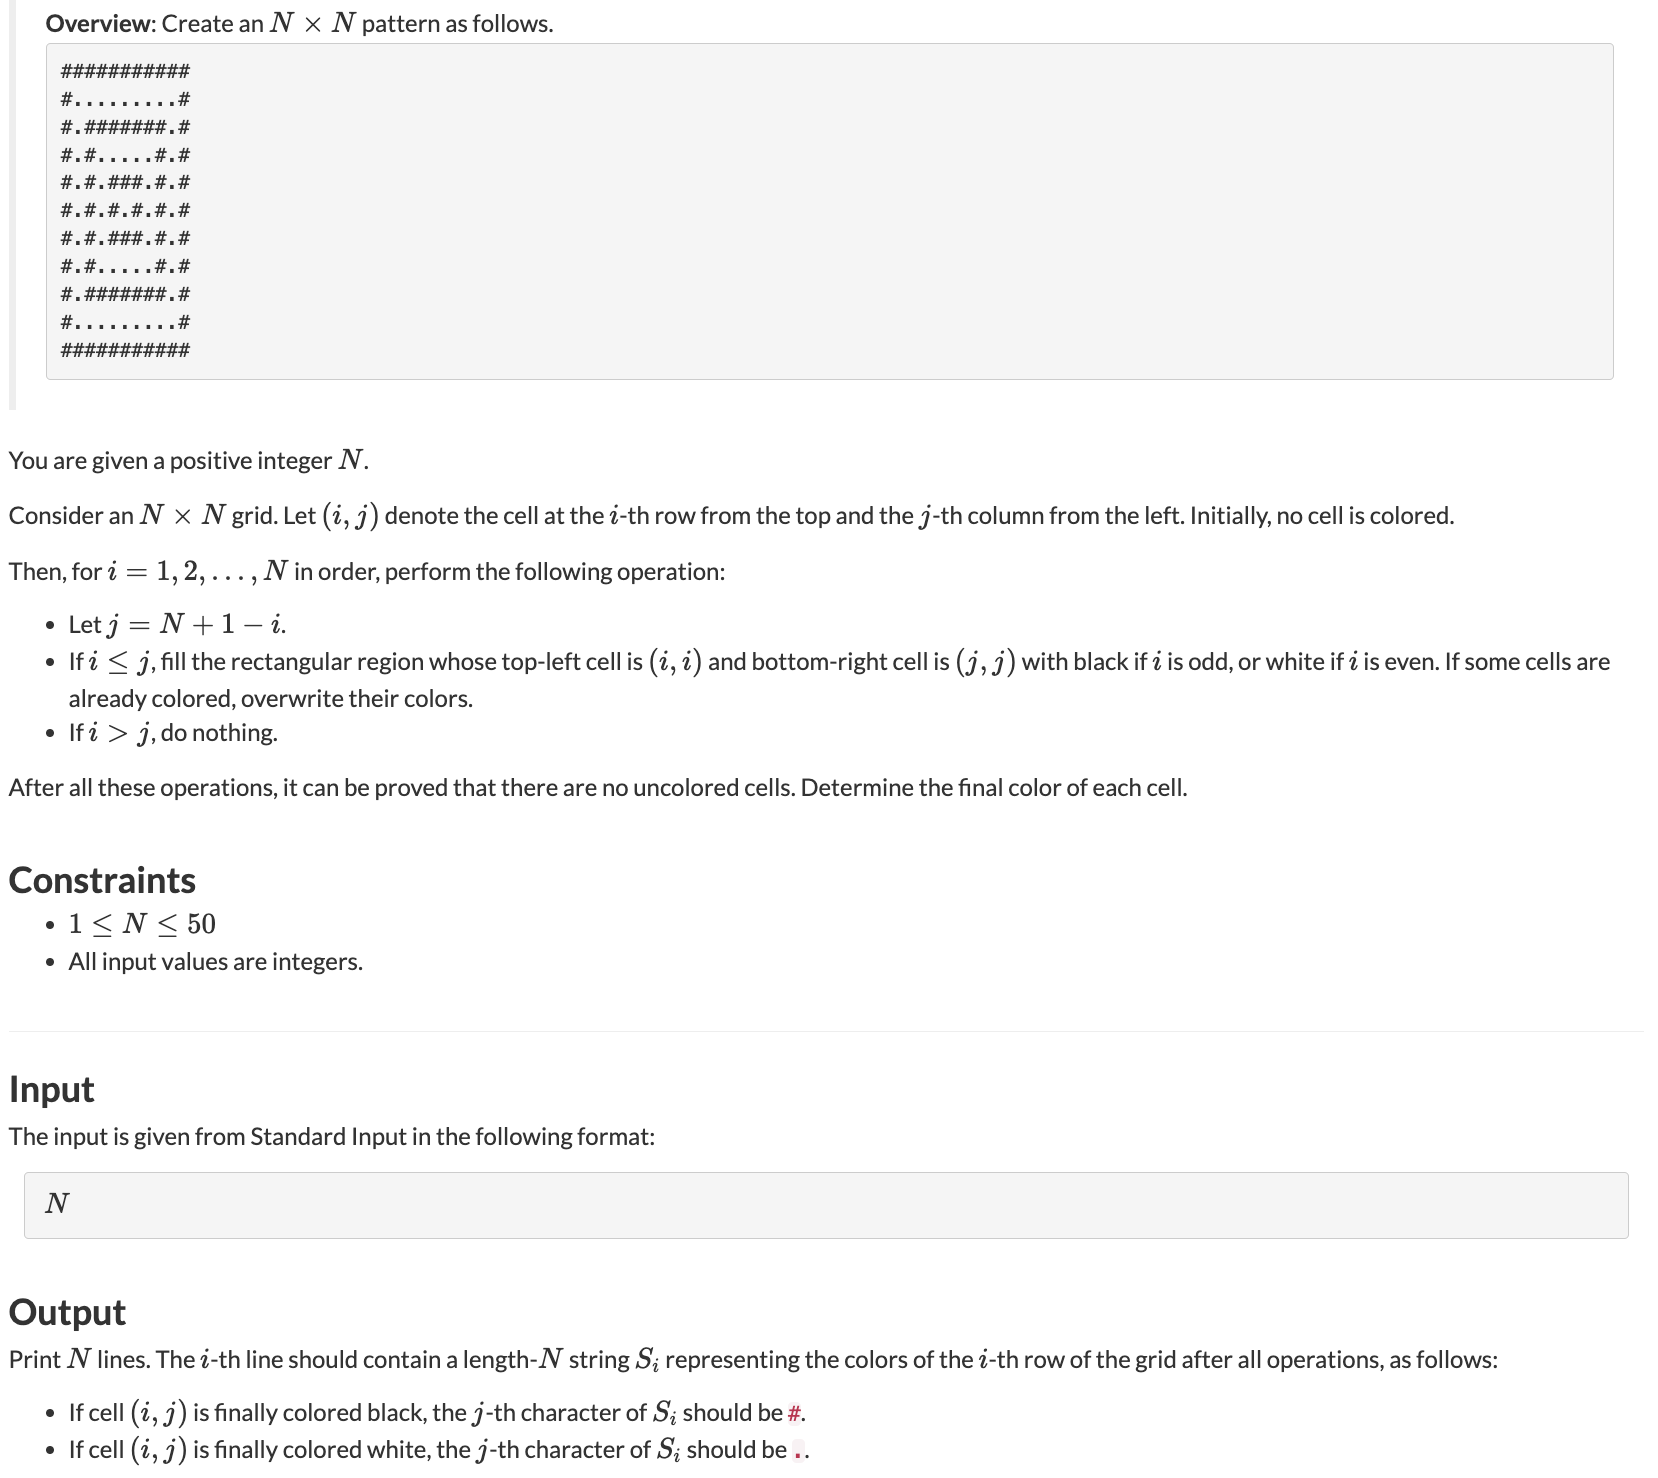 Overview: Create an N × N pattern as follows.
###########
#.........#
#.#######.#
#.#.....#.#
#.#.###.#.#
#.#.#.#.#.#
#.#.###.#.#
#.#.....#.#
#.#######.#
#.........#
###########
You are given a positive integer N.
Consider an N × N grid. Let (i, j) denote the cell at the i-th row from the top and the j-th column from the left. Initially, no cell is colored.
Then, for i = 1, 2, . . . , N in order, perform the following operation:
• Let j = N + 1 − i.
• If i ≤ j, fill the rectangular region whose top-left cell is (i, i) and bottom-right cell is (j, j) with black if i is odd, or white if i is even. If some cells are
already colored, overwrite their colors.
• If i > j, do nothing.
After all these operations, it can be proved that there are no uncolored cells. Determine the final color of each cell.
Constraints
• 1 ≤ N ≤ 50
• All input values are integers.
Input
The input is given from Standard Input in the following format:
N
Output
Print N lines. The i-th line should contain a length-N string Sᵢ representing the colors of the i-th row of the grid after all operations, as follows:
• If cell (i, j) is finally colored black, the j-th character of Sᵢ should be #.
• If cell (i, j) is finally colored white, the j-th character of Sᵢ should be ..